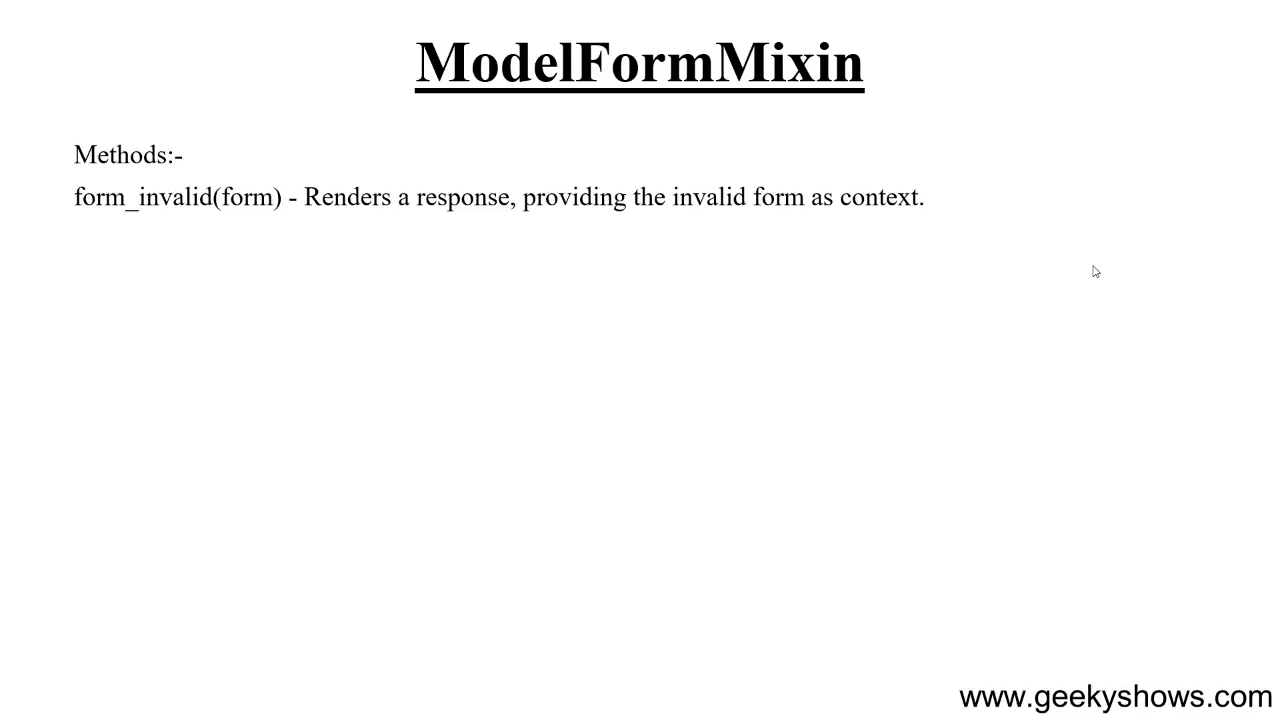 ModelFormMixin
Methods:-
form_invalid(form) - Renders a response, providing the invalid form as context.
www.geekyshows.com